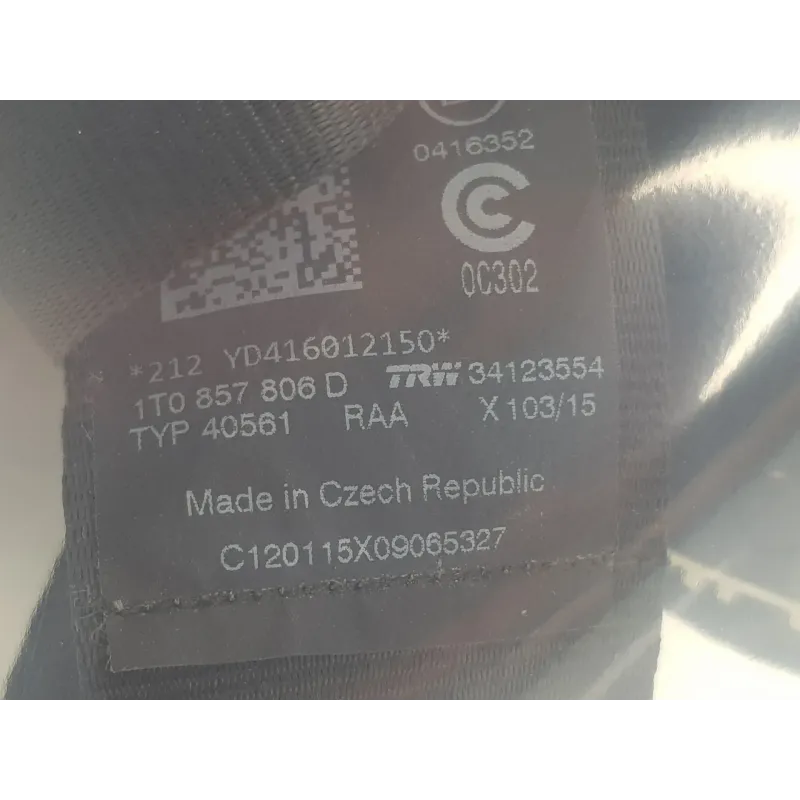 0416352
C
0C302
*212 YD416012150*
1T0 857 806 D TRW 34123554
TYP 40561 RAA X 103/15
Made in Czech Republic
C120115X09065327